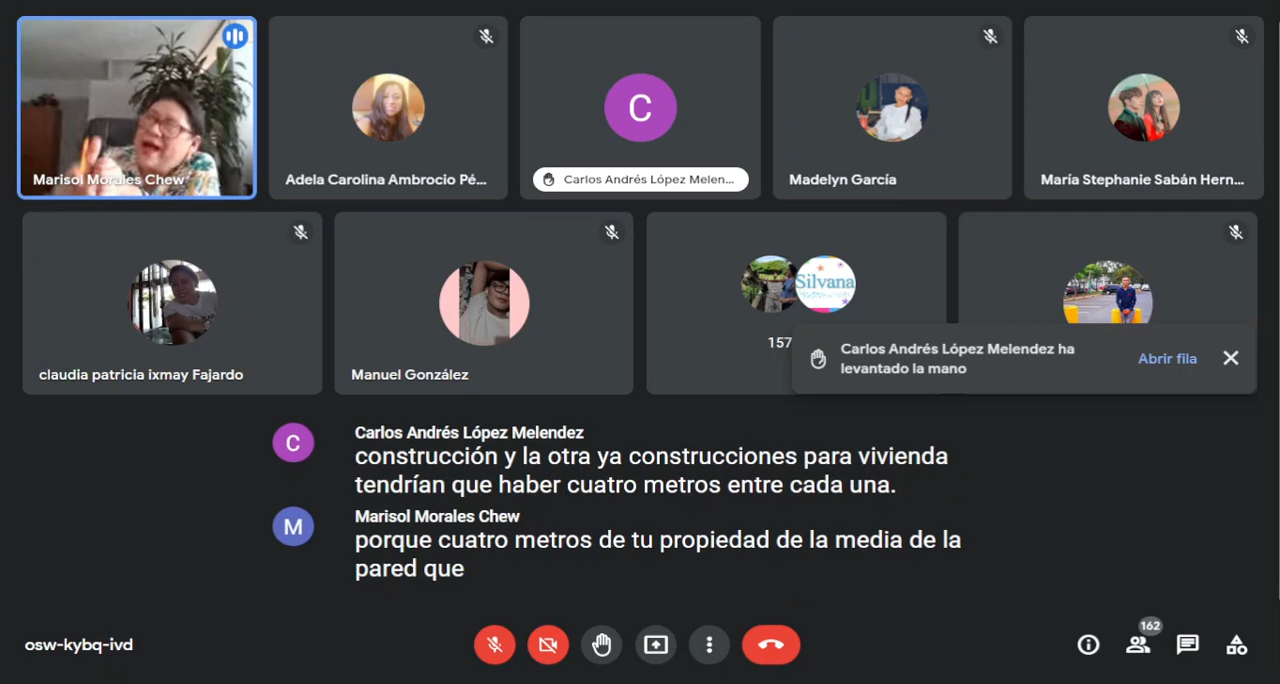 Marisol Morales Chew
Adela Carolina Ambrocio Pé...
C
Carlos Andrés López Melen...
Madelyn García
María Stephanie Sabán Hern...
claudia patricia ixmay Fajardo
Manuel González
Silvana
157
Carlos Andrés López Melendez ha
levantado la mano
Abrir fila
C
Carlos Andrés López Melendez
construcción y la otra ya construcciones para vivienda
tendrían que haber cuatro metros entre cada una.
M
Marisol Morales Chew
porque cuatro metros de tu propiedad de la media de la
pared que
osw-kybq-ivd
162